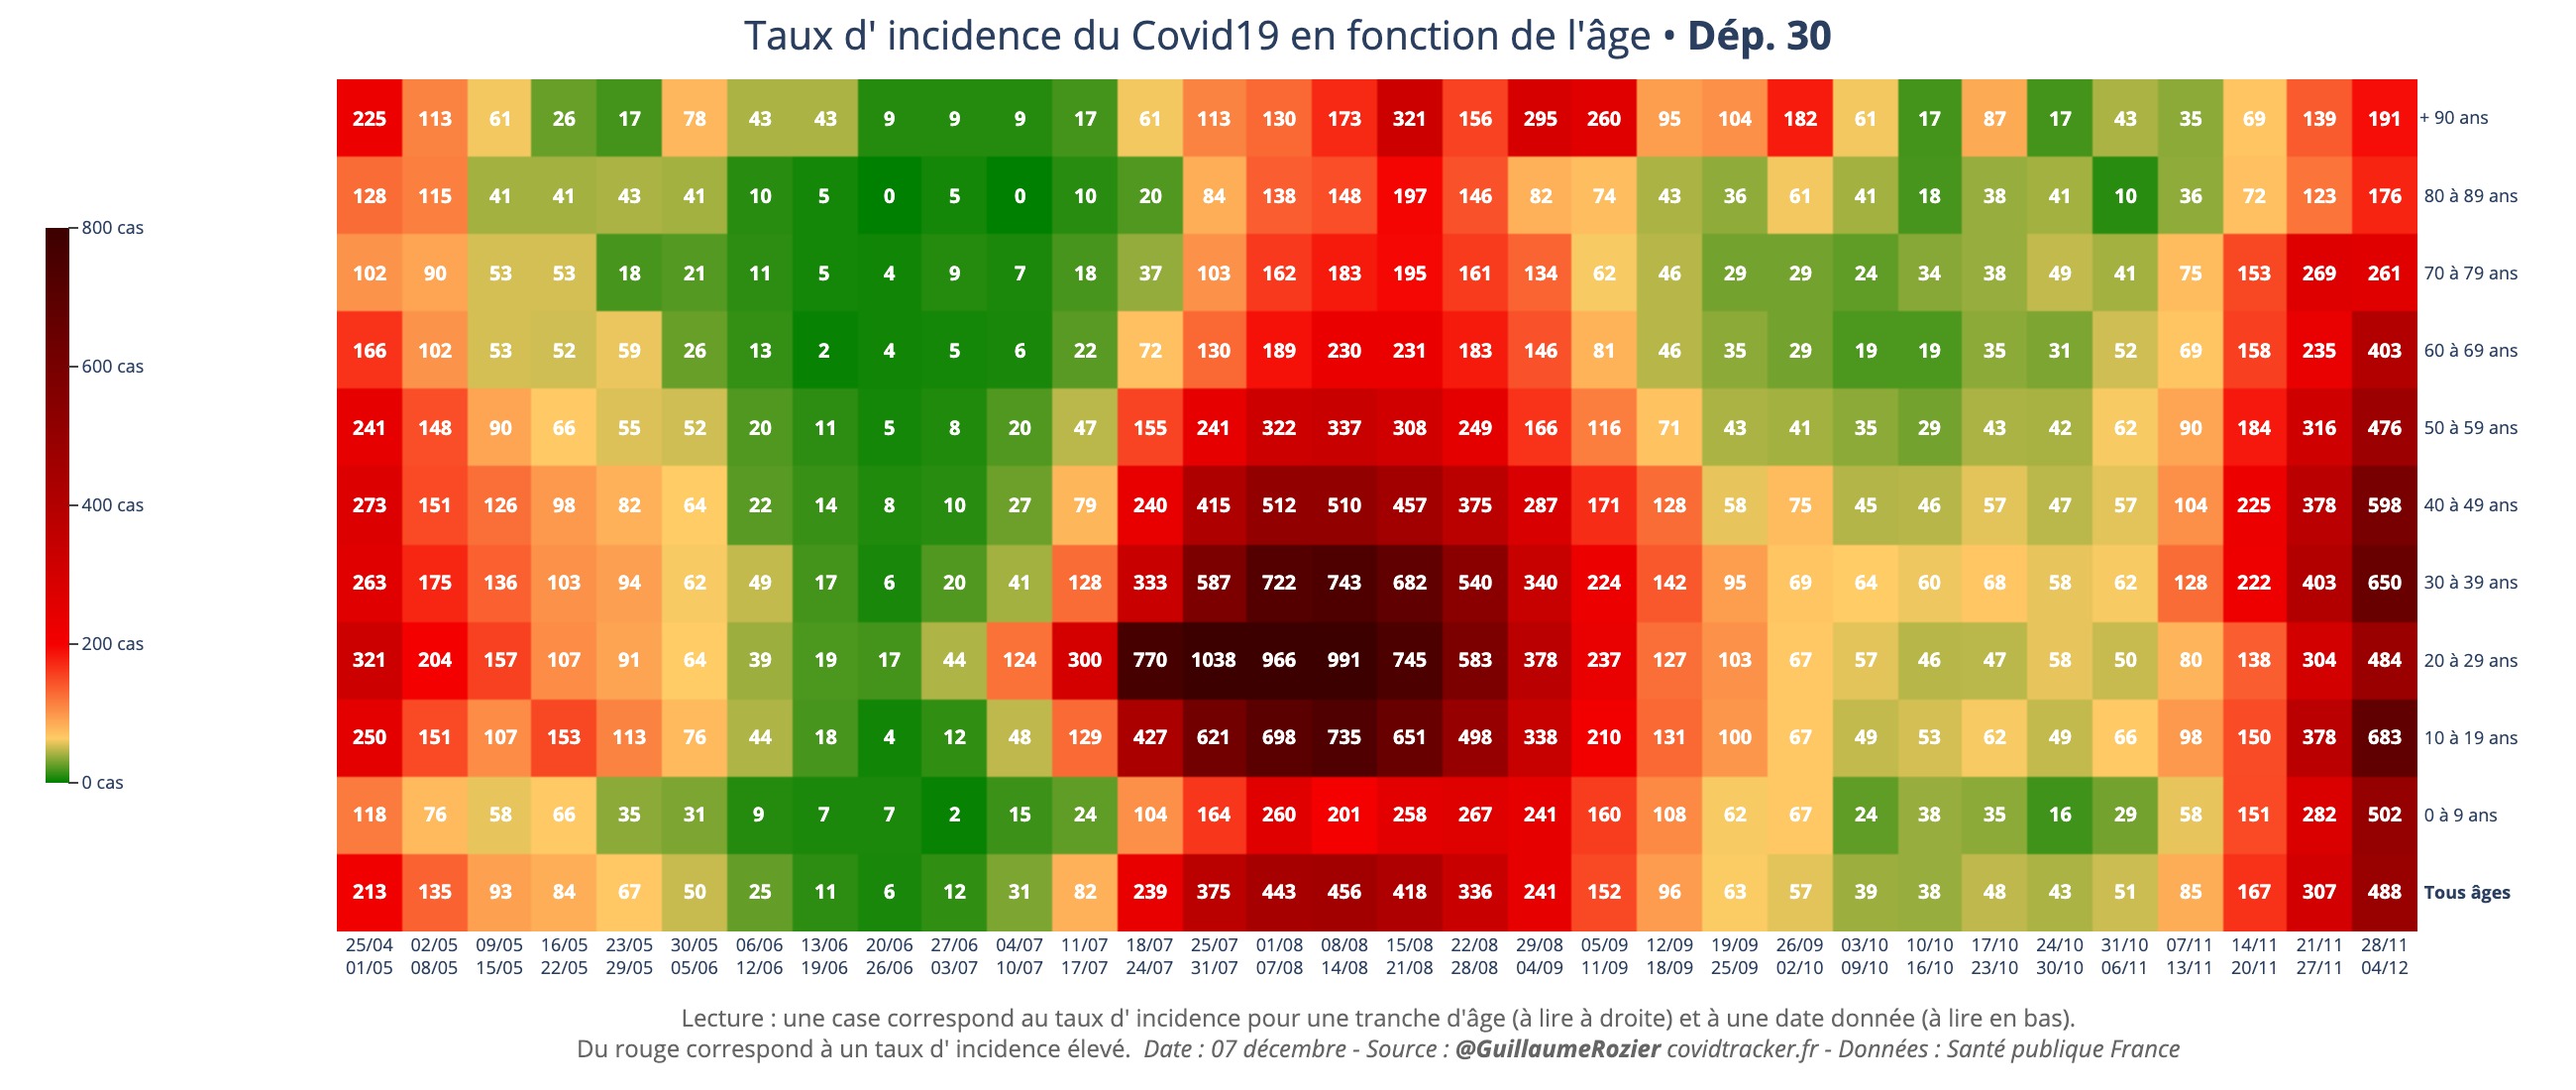 Taux d' incidence du Covid19 en fonction de l'âge • Dép. 30
800 cas
600 cas
400 cas
200 cas
0 cas
225 113 61 26 17 78 43 43 9 9 9 17 61 113 130 173 321 156 295 260 95 104 182 61 17 87 17 43 35 69 139 191 + 90 ans
128 115 41 41 43 41 10 5 0 5 0 10 20 84 138 148 197 146 82 74 43 36 61 41 18 38 41 10 36 72 123 176 80 à 89 ans
102 90 53 53 18 21 11 5 4 9 7 18 37 103 162 183 195 161 134 62 46 29 29 24 34 38 49 41 75 153 269 261 70 à 79 ans
166 102 53 52 59 26 13 2 4 5 6 22 72 130 189 230 231 183 146 81 46 35 29 19 19 35 31 52 69 158 235 403 60 à 69 ans
241 148 90 66 55 52 20 11 5 8 20 47 155 241 322 337 308 249 166 116 71 43 41 35 29 43 42 62 90 184 316 476 50 à 59 ans
273 151 126 98 82 64 22 14 8 10 27 79 240 415 512 510 457 375 287 171 128 58 75 45 46 57 47 57 104 225 378 598 40 à 49 ans
263 175 136 103 94 62 49 17 6 20 41 128 333 587 722 743 682 540 340 224 142 95 69 64 60 68 58 62 128 222 403 650 30 à 39 ans
321 204 157 107 91 64 39 19 17 44 124 300 770 1038 966 991 745 583 378 237 127 103 67 57 46 47 58 50 80 138 304 484 20 à 29 ans
250 151 107 153 113 76 44 18 4 12 48 129 427 621 698 735 651 498 338 210 131 100 67 49 53 62 49 66 98 150 378 683 10 à 19 ans
118 76 58 66 35 31 9 7 7 2 15 24 104 164 260 201 258 267 241 160 108 62 67 24 38 35 16 29 58 151 282 502 0 à 9 ans
213 135 93 84 67 50 25 11 6 12 31 82 239 375 443 456 418 336 241 152 96 63 57 39 38 48 43 51 85 167 307 488 Tous âges
25/04 02/05 09/05 16/05 23/05 30/05 06/06 13/06 20/06 27/06 04/07 11/07 18/07 25/07 01/08 08/08 15/08 22/08 29/08 05/09 12/09 19/09 26/09 03/10 10/10 17/10 24/10 31/10 07/11 14/11 21/11 28/11
01/05 08/05 15/05 22/05 29/05 05/06 12/06 19/06 26/06 03/07 10/07 17/07 24/07 31/07 07/08 14/08 21/08 28/08 04/09 11/09 18/09 25/09 02/10 09/10 16/10 23/10 30/10 06/11 13/11 20/11 27/11 04/12
Lecture : une case correspond au taux d' incidence pour une tranche d'âge (à lire à droite) et à une date donnée (à lire en bas).
Du rouge correspond à un taux d' incidence élevé. Date : 07 décembre - Source : @GuillaumeRozier covidtracker.fr - Données : Santé publique France